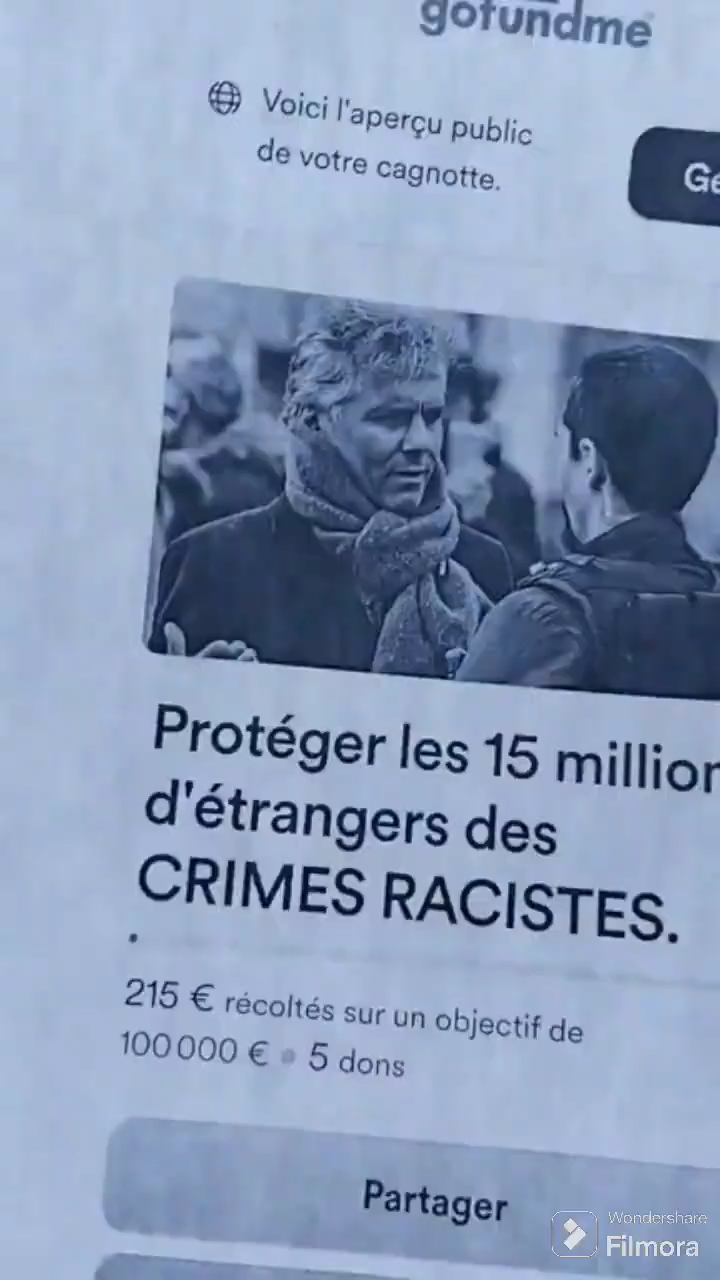 gofundme
Voici l'aperçu public
de votre cagnotte.
Protéger les 15 million
d'étrangers des
CRIMES RACISTES.
.
215 € récoltés sur un objectif de
100 000 € • 5 dons
Partager
Wondershare
Filmora